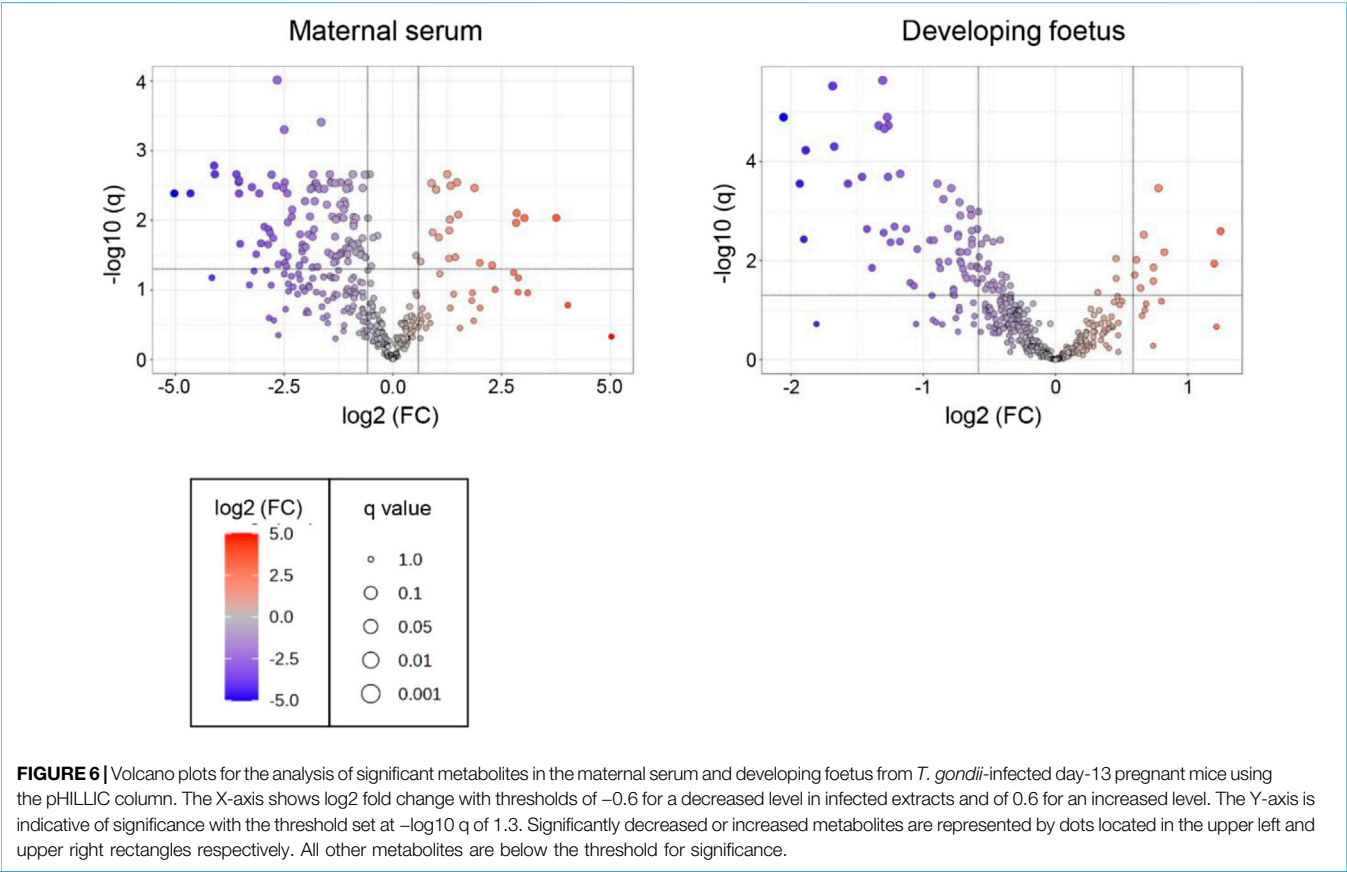 Maternal serum
Developing foetus
-log10 (q)
4
3
2
1
0
-5.0 -2.5 0.0 2.5 5.0
log2 (FC)
-log10 (q)
4
2
0
-2 -1 0 1
log2 (FC)
log2 (FC)
5.0
2.5
0.0
-2.5
-5.0
q value
1.0
0.1
0.05
0.01
0.001
FIGURE 6 | Volcano plots for the analysis of significant metabolites in the maternal serum and developing foetus from T. gondii-infected day-13 pregnant mice using
the pHILLIC column. The X-axis shows log2 fold change with thresholds of −0.6 for a decreased level in infected extracts and of 0.6 for an increased level. The Y-axis is
indicative of significance with the threshold set at −log10 q of 1.3. Significantly decreased or increased metabolites are represented by dots located in the upper left and
upper right rectangles respectively. All other metabolites are below the threshold for significance.